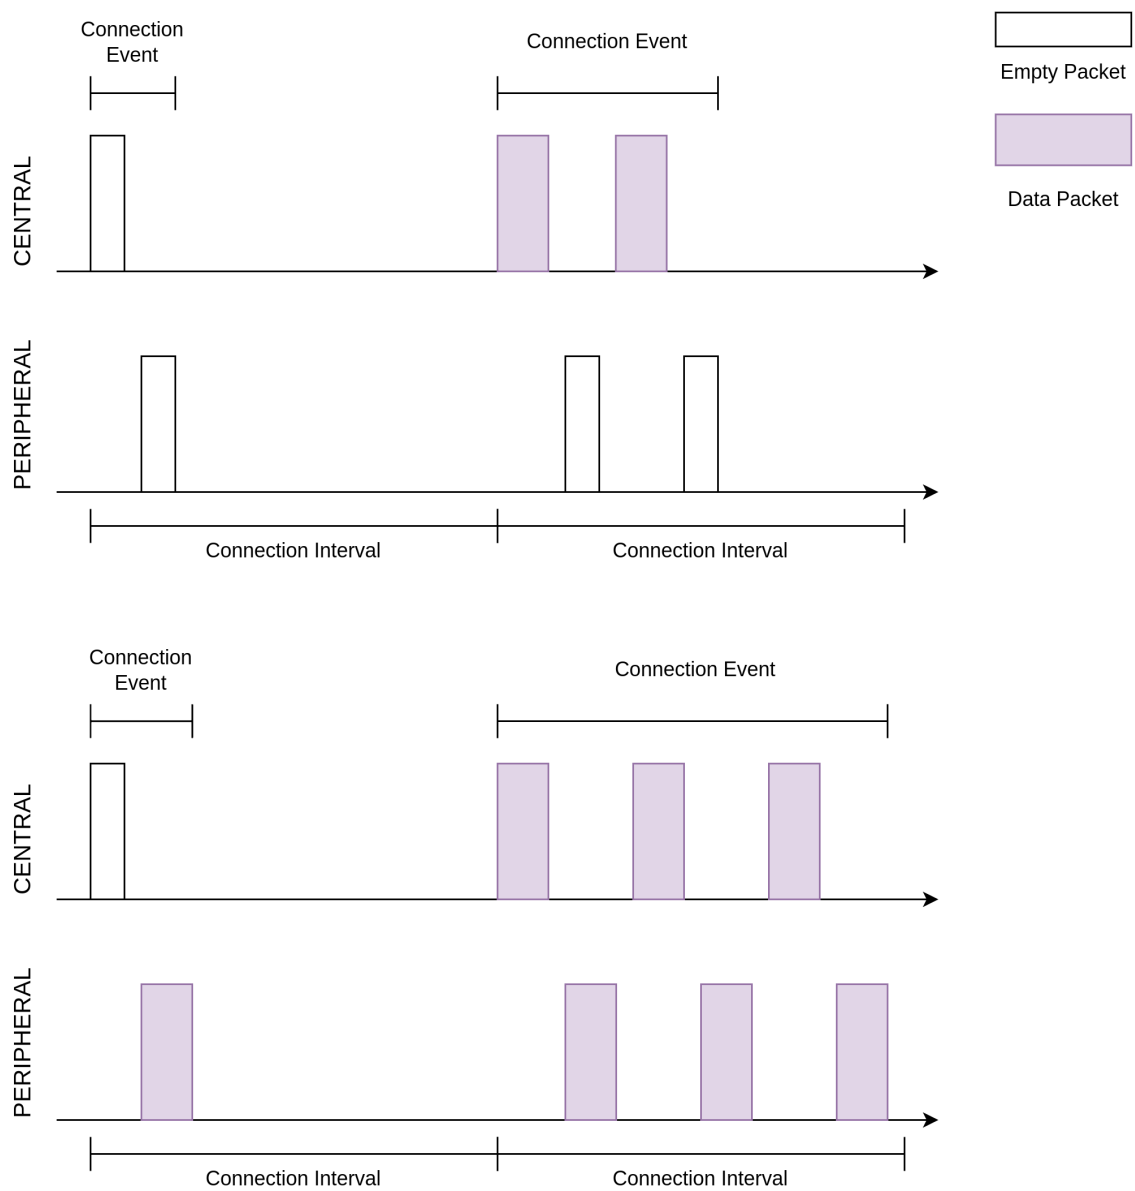 Connection
Event
Connection Event
Empty Packet
Data Packet
CENTRAL
PERIPHERAL
Connection Interval
Connection Interval
Connection
Event
Connection Event
CENTRAL
PERIPHERAL
Connection Interval
Connection Interval